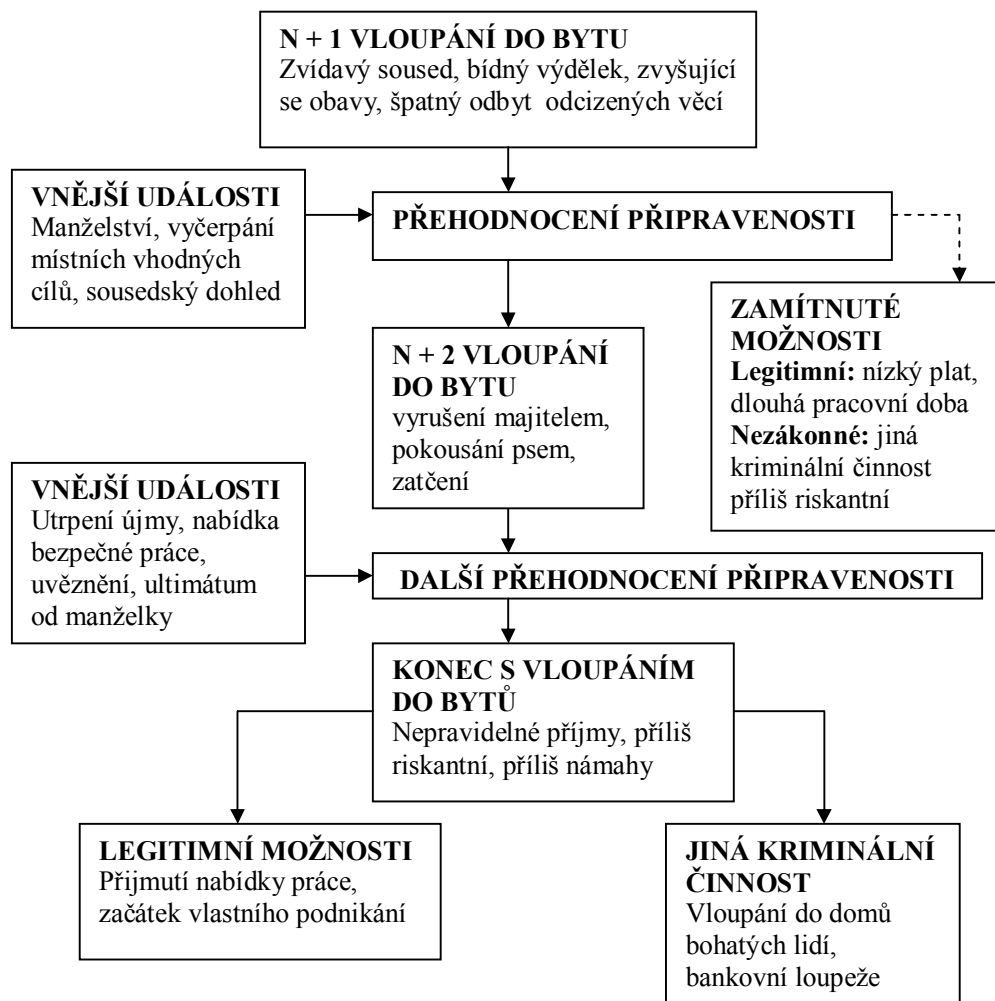 N + 1 VLOUPÁNÍ DO BYTU
Zvídavý soused, bídný výdělek, zvyšující
se obavy, špatný odbyt odcizených věcí
VNĚJŠÍ UDÁLOSTI
Manželství, vyčerpání
místních vhodných
cílů, sousedský dohled
PŘEHODNOCENÍ PŘIPRAVENOSTI
ZAMÍTNUTÉ
MOŽNOSTI
Legitimní: nízký plat,
dlouhá pracovní doba
Nezákonné: jiná
kriminální činnost
příliš riskantní
N + 2 VLOUPÁNÍ
DO BYTU
vyrušení majitelem,
pokousání psem,
zatčení
VNĚJŠÍ UDÁLOSTI
Utrpení újmy, nabídka
bezpečné práce,
uvěznění, ultimátum
od manželky
DALŠÍ PŘEHODNOCENÍ PŘIPRAVENOSTI
KONEC S VLOUPÁNÍM
DO BYTŮ
Nepravidelné příjmy, příliš
riskantní, příliš námahy
LEGITIMNÍ MOŽNOSTI
Přijmutí nabídky práce,
začátek vlastního podnikání
JINÁ KRIMINÁLNÍ
ČINNOST
Vloupání do domů
bohatých lidí,
bankovní loupeže